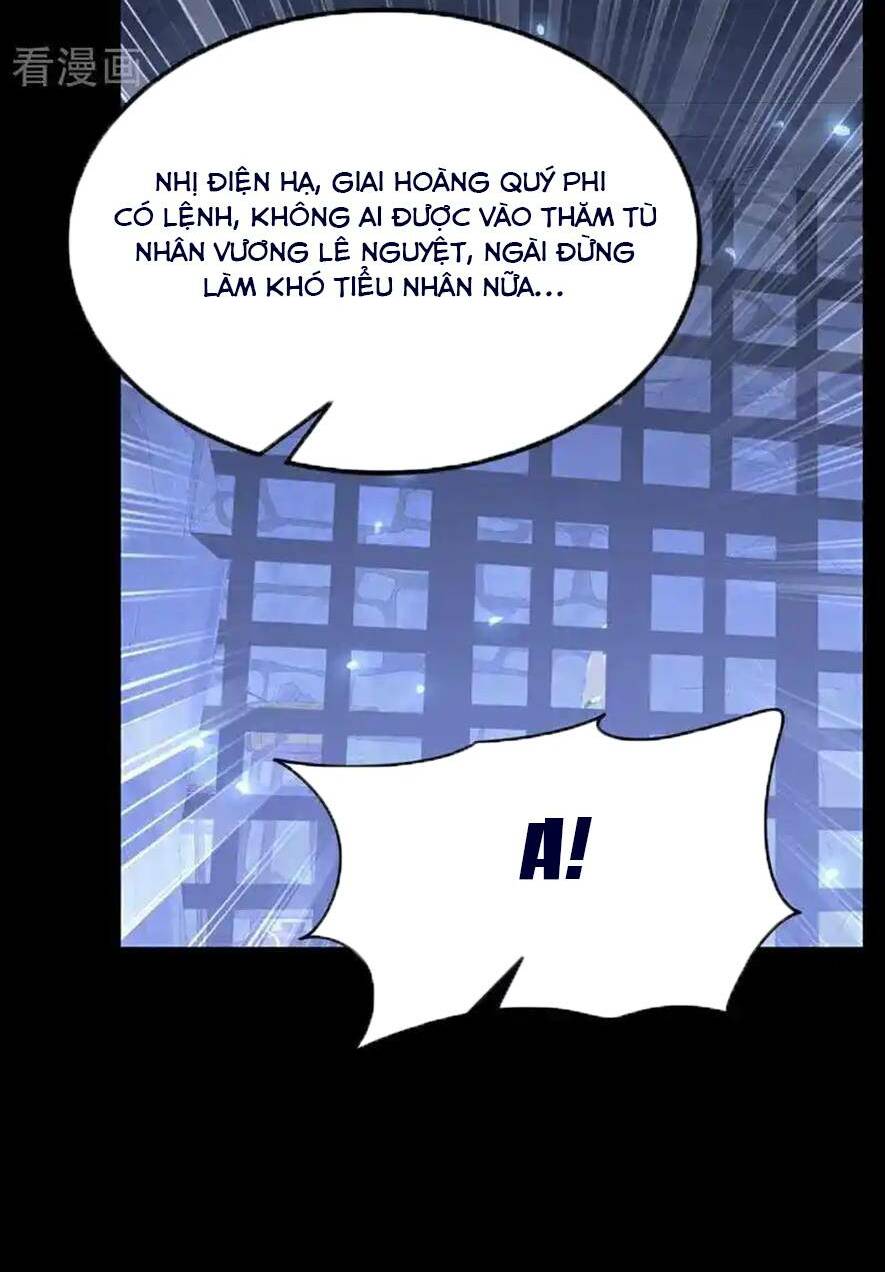 看漫画
NHỊ ĐIỆN HẠ, GIAI HOÀNG QUÝ PHI
CÓ LỆNH, KHÔNG AI ĐƯỢC VÀO THĂM TÙ
NHÂN VƯƠNG LÊ NGUYỆT, NGÀI ĐỪNG
LÀM KHÓ TIỂU NHÂN NỮA...
A!